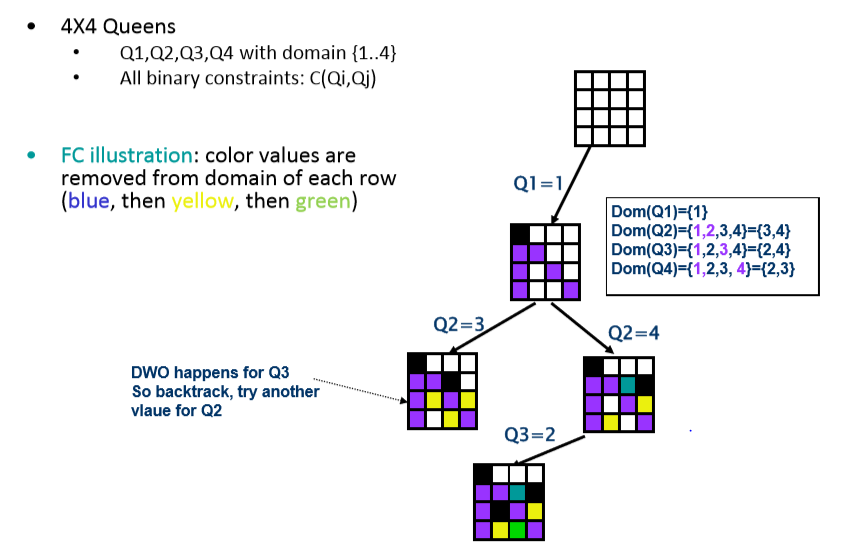 • 4X4 Queens
• Q1,Q2,Q3,Q4 with domain {1..4}
• All binary constraints: C(Qi,Qj)
• FC illustration: color values are
removed from domain of each row
(blue, then yellow, then green)
Q1=1
Dom(Q1)={1}
Dom(Q2)={1,2,3,4}={3,4}
Dom(Q3)={1,2,3,4}={2,4}
Dom(Q4)={1,2,3, 4}={2,3}
Q2=3
Q2=4
DWO happens for Q3
So backtrack, try another
vlaue for Q2
Q3=2